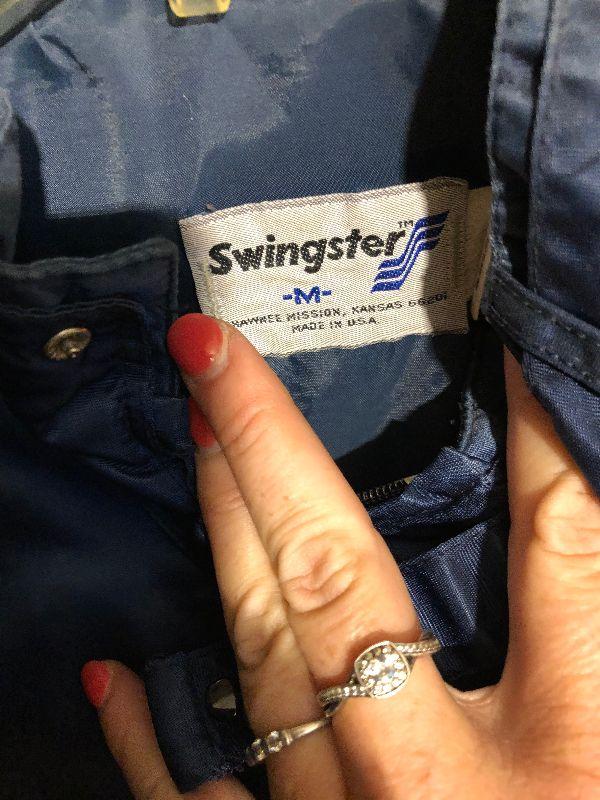 Swingster™
-M-
HAWNEE MISSION, KANSAS 66201
MADE IN U.S.A.